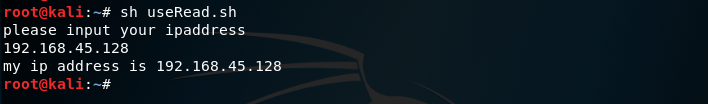 root@kali:~# sh useRead.sh
please input your ipaddress
192.168.45.128
my ip address is 192.168.45.128
root@kali:~#